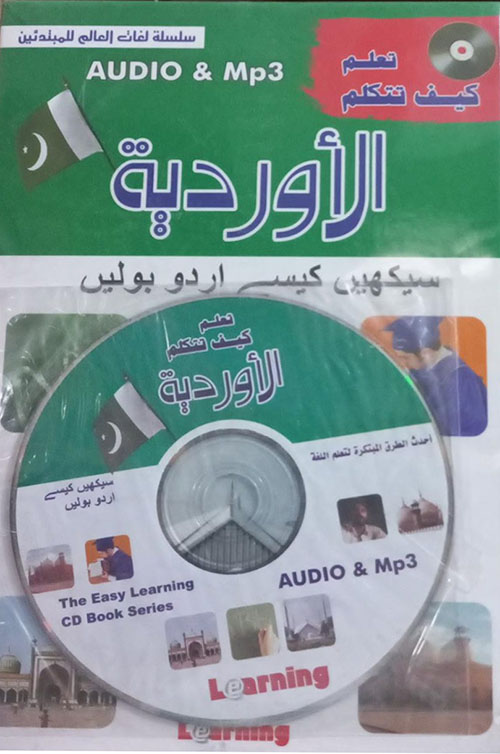 سلسلة لغات العالم للمبتدئين
AUDIO & Mp3
تعلم
كيف تتكلم
الأوردية
سیکھیں کیسے اردو بولیں
تعلم
كيف تتكلم
الأوردية
أحدث الطرق المبتكرة لتعلم اللغة
سیکھیں کیسے
اردو بولیں
The Easy Learning
CD Book Series
AUDIO & Mp3
Learning
Learning